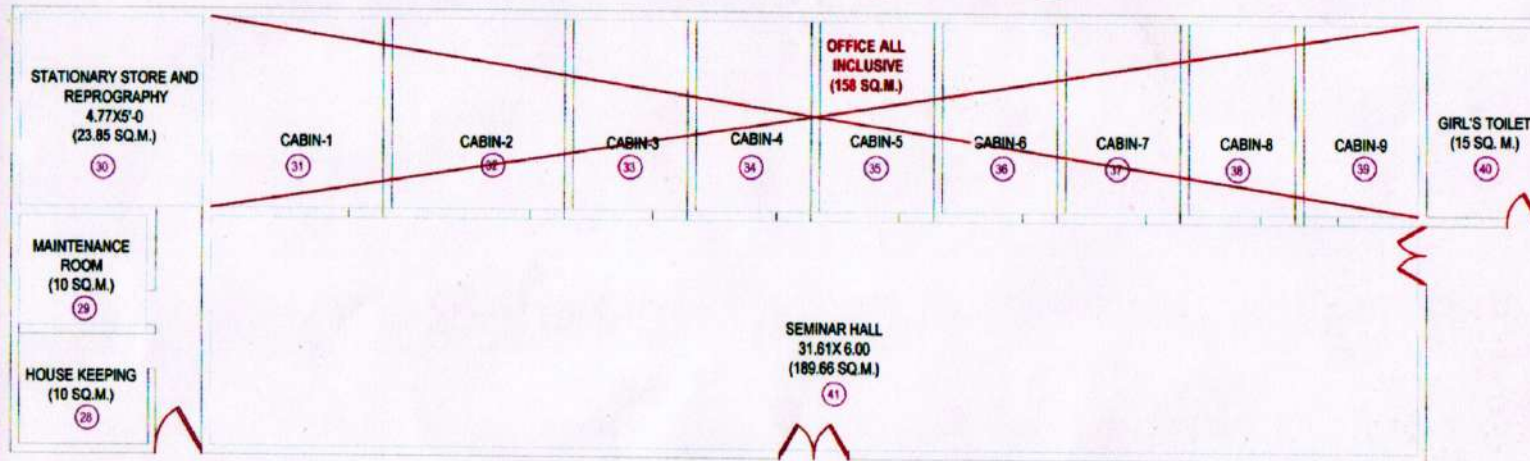 STATIONARY STORE AND
REPROGRAPHY
4.77X5'-0
(23.85 SQ.M.)
30
CABIN-1
31
CABIN-2
32
CABIN-3
33
CABIN-4
34
OFFICE ALL
INCLUSIVE
(158 SQ.M.)
CABIN-5
35
CABIN-6
36
CABIN-7
37
CABIN-8
38
CABIN-9
39
GIRL'S TOILET
(15 SQ. M.)
40
MAINTENANCE
ROOM
(10 SQ.M.)
29
HOUSE KEEPING
(10 SQ.M.)
28
SEMINAR HALL
31.61X 6.00
(189.66 SQ.M.)
41